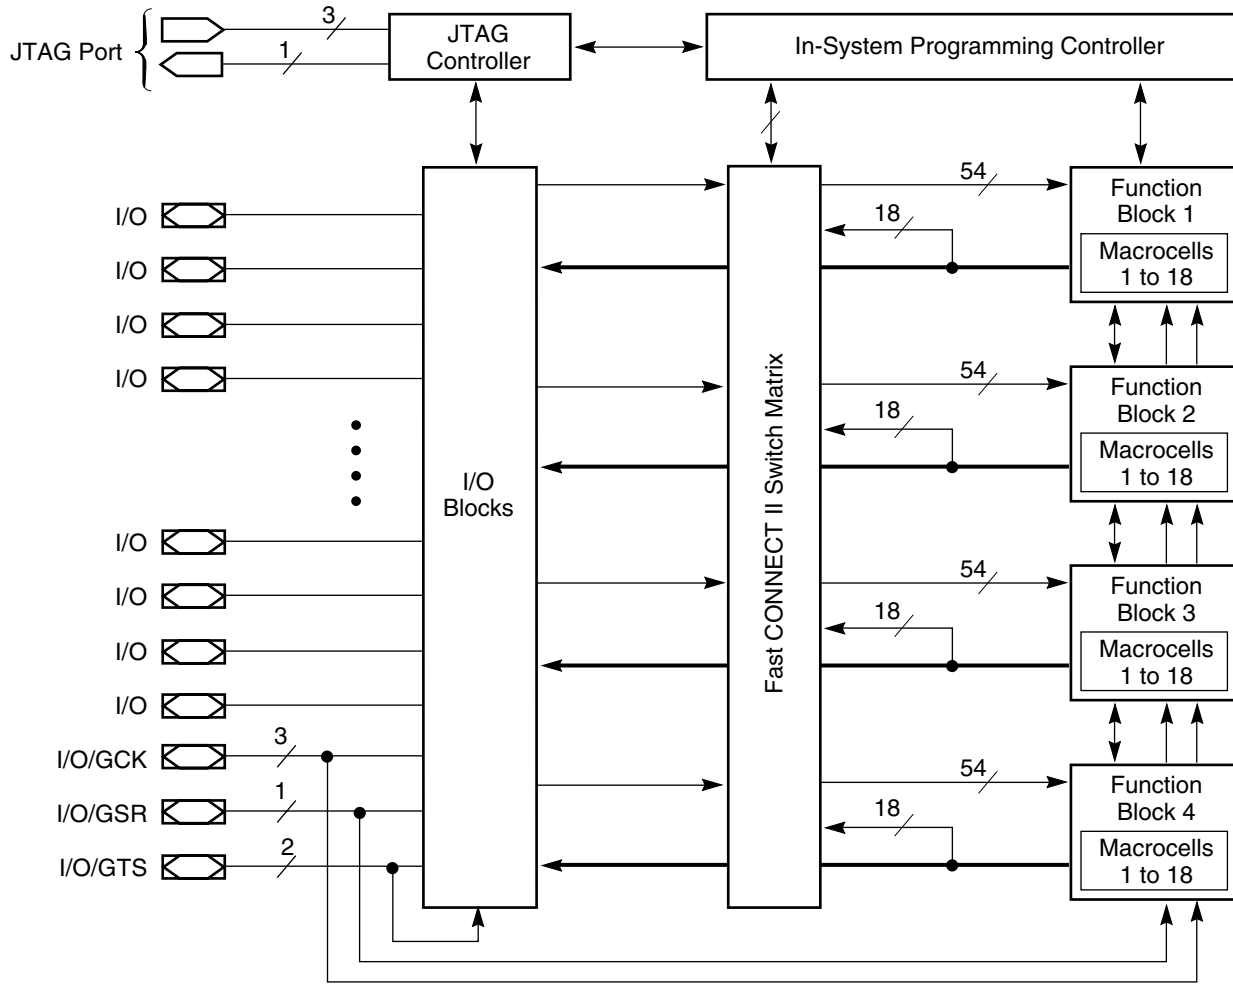 JTAG Port
3
1
JTAG
Controller
In-System Programming Controller
I/O
I/O
I/O
I/O
I/O
I/O
I/O
I/O
I/O/GCK
3
I/O/GSR
1
I/O/GTS
2
I/O
Blocks
Fast CONNECT II Switch Matrix
54
18
Function
Block 1
Macrocells
1 to 18
54
18
Function
Block 2
Macrocells
1 to 18
54
18
Function
Block 3
Macrocells
1 to 18
54
18
Function
Block 4
Macrocells
1 to 18